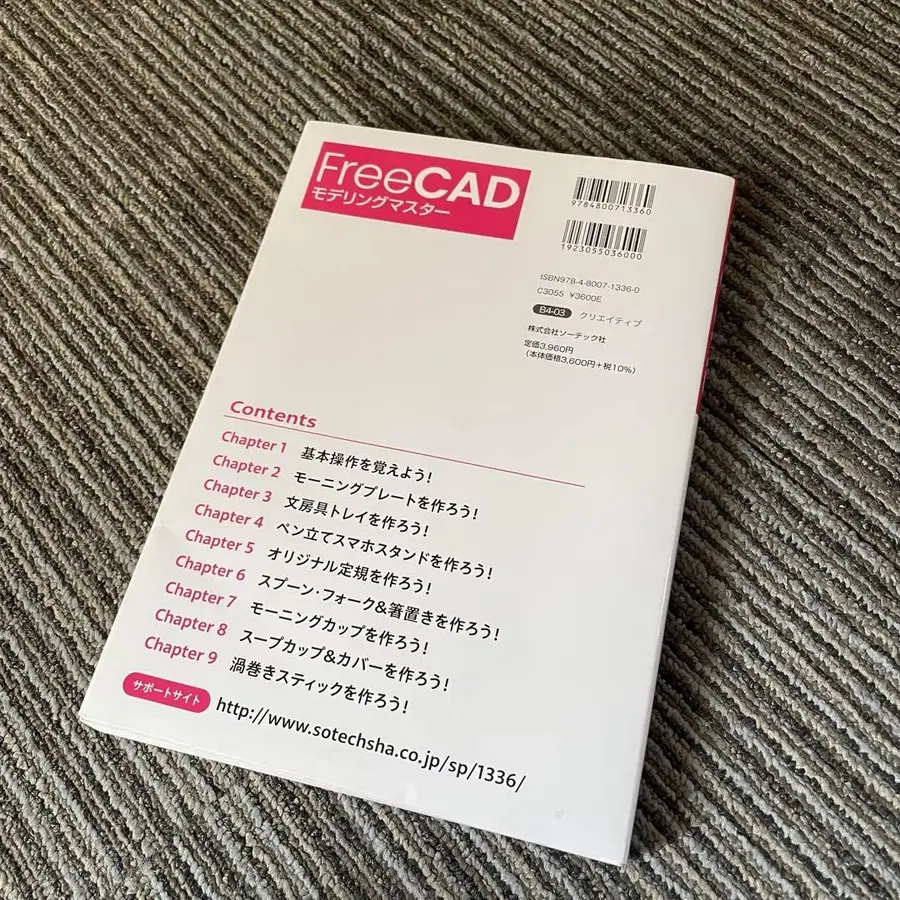 FreeCAD
モデリングマスター
9784800713360
1923055036000
ISBN978-4-8007-1336-0
C3055 ¥3600E
B4-03 クリエイティブ
株式会社ソーテック社
定価3,960円
(本体価格3,600円+税10%)
Contents
Chapter 1 基本操作を覚えよう!
Chapter 2 モーニングプレートを作ろう!
Chapter 3 文房具トレイを作ろう!
Chapter 4 ペン立てスマホスタンドを作ろう!
Chapter 5 オリジナル定規を作ろう!
Chapter 6 スプーン・フォーク&箸置きを作ろう!
Chapter 7 モーニングカップを作ろう!
Chapter 8 スープカップ&カバーを作ろう!
Chapter 9 渦巻きスティックを作ろう!
サポートサイト http://www.sotechsha.co.jp/sp/1336/